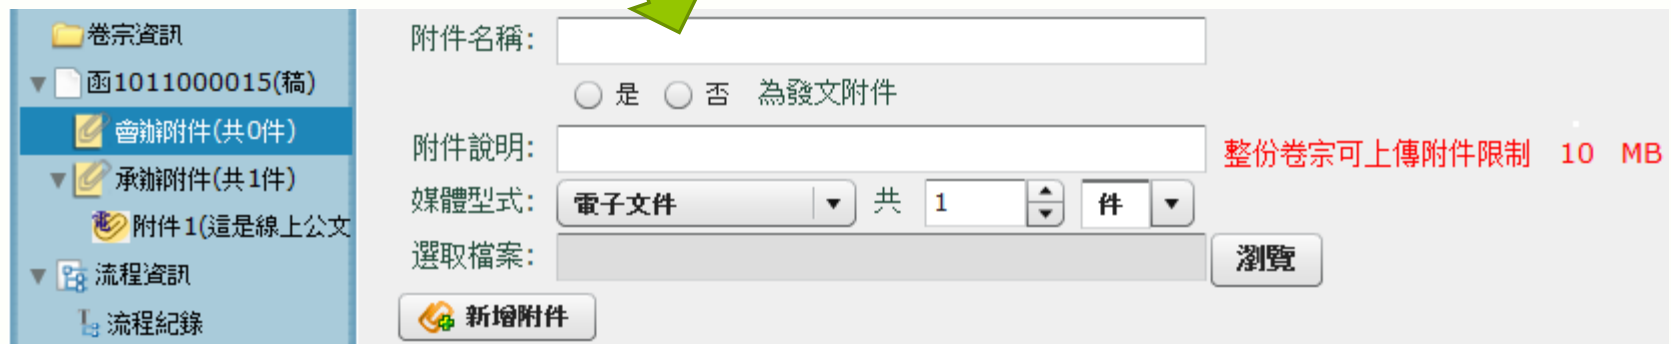 卷宗資訊
函1011000015(稿)
會辦附件(共0件)
承辦附件(共1件)
附件1(這是線上公文
流程資訊
流程紀錄
附件名稱:
是 否 為發文附件
附件說明:
整份卷宗可上傳附件限制 10 MB
媒體型式: 電子文件 共 1 件
選取檔案: 瀏覽
新增附件